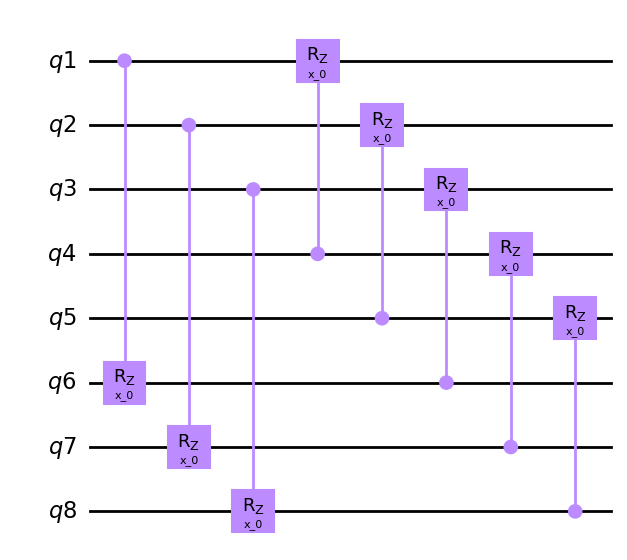 q1 R_Z x_0
q2 R_Z x_0
q3 R_Z x_0
q4 R_Z x_0
q5 R_Z x_0
q6 R_Z x_0
q7 R_Z x_0
q8 R_Z x_0